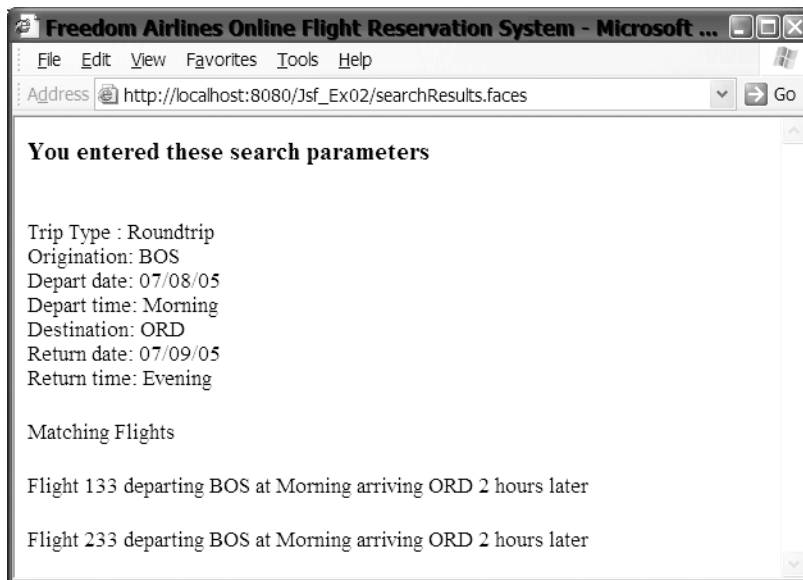 Freedom Airlines Online Flight Reservation System - Microsoft ...
File Edit View Favorites Tools Help
Address http://localhost:8080/Jsf_Ex02/searchResults.faces Go
You entered these search parameters
Trip Type : Roundtrip
Origination: BOS
Depart date: 07/08/05
Depart time: Morning
Destination: ORD
Return date: 07/09/05
Return time: Evening
Matching Flights
Flight 133 departing BOS at Morning arriving ORD 2 hours later
Flight 233 departing BOS at Morning arriving ORD 2 hours later